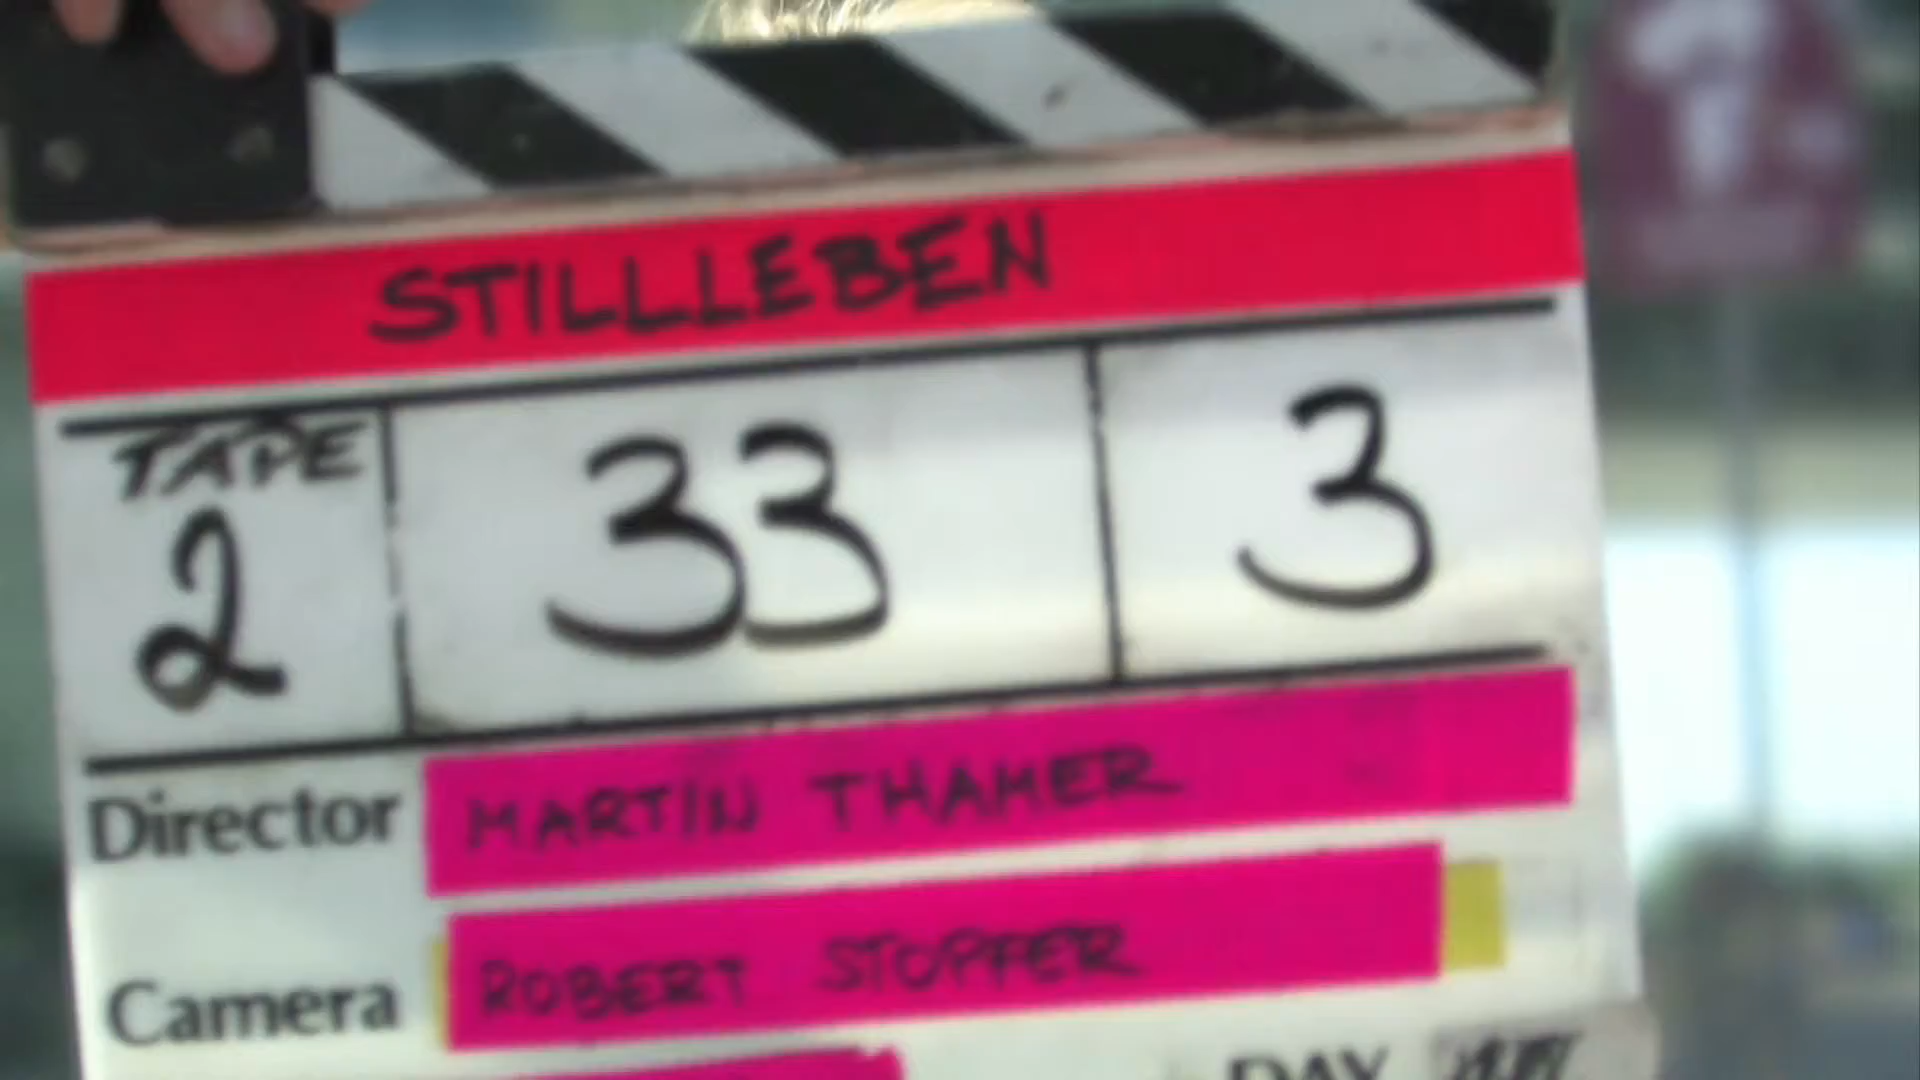 STILLLEBEN
TAPE
2 33 3
Director MARTIN THAMER
Camera ROBERT STOPFER
DAY